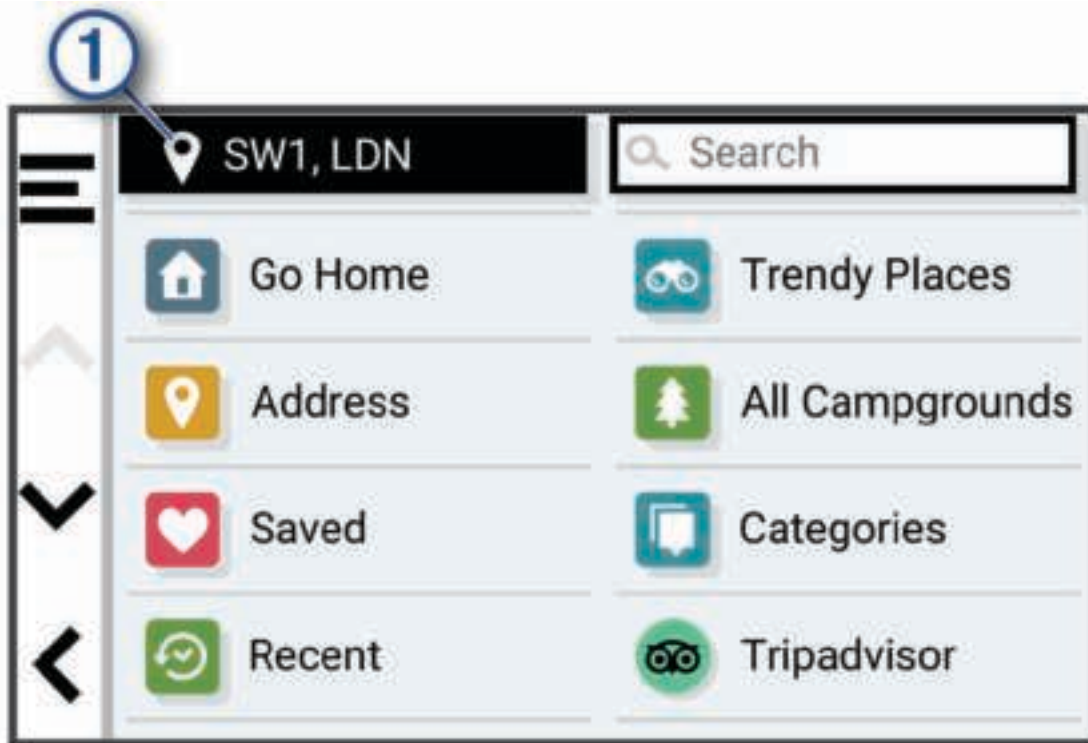 1
SW1, LDN
Search
Go Home
Trendy Places
Address
All Campgrounds
Saved
Categories
Recent
Tripadvisor